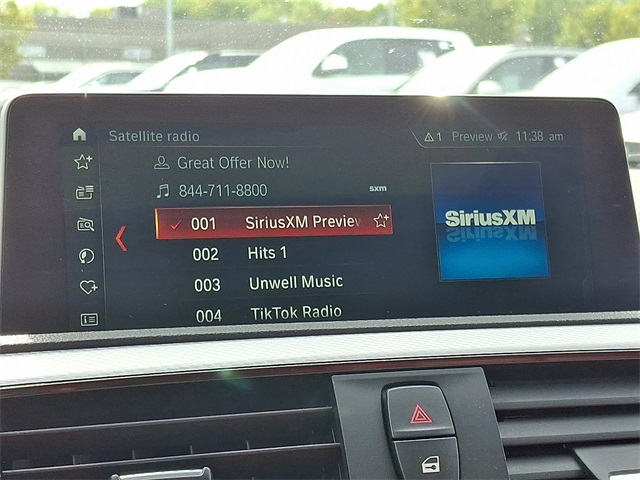 Satellite radio
1 Preview 11:38 am
Great Offer Now!
844-711-8800
sxm
001 SiriusXM Preview
002 Hits 1
003 Unwell Music
004 TikTok Radio
SiriusXM